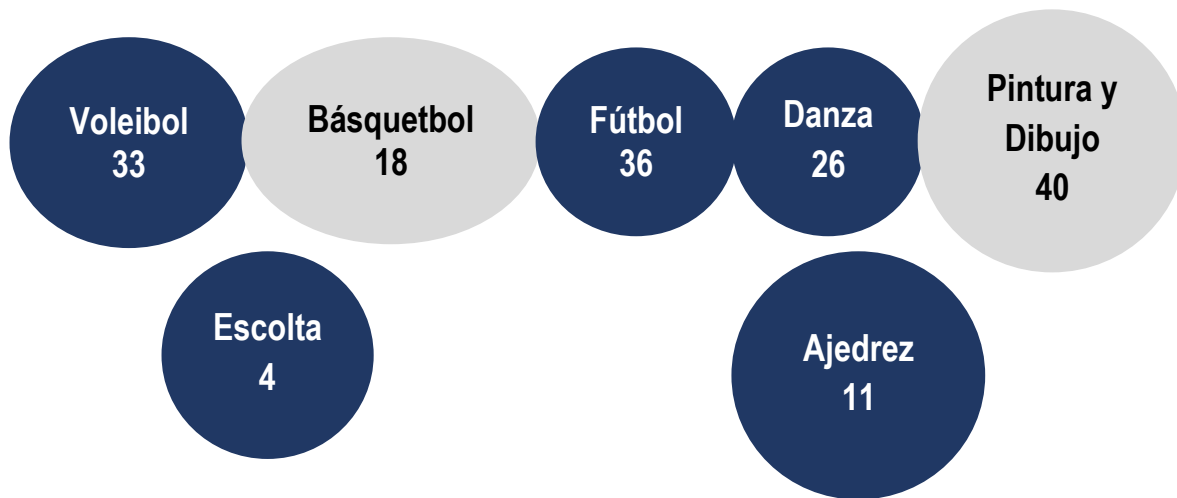 Voleibol
33
Básquetbol
18
Fútbol
36
Danza
26
Pintura y
Dibujo
40
Escolta
4
Ajedrez
11